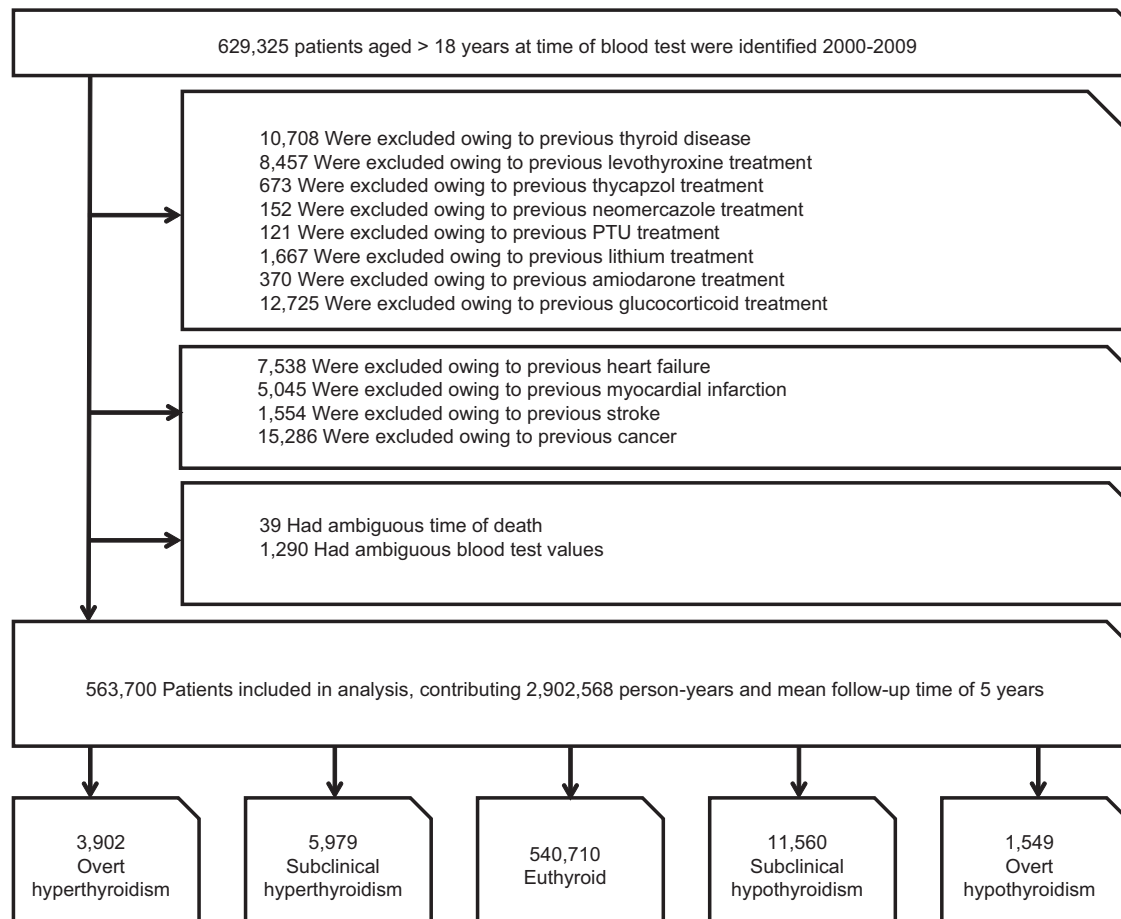 629,325 patients aged > 18 years at time of blood test were identified 2000-2009
10,708 Were excluded owing to previous thyroid disease
8,457 Were excluded owing to previous levothyroxine treatment
673 Were excluded owing to previous thycapzol treatment
152 Were excluded owing to previous neomercazole treatment
121 Were excluded owing to previous PTU treatment
1,667 Were excluded owing to previous lithium treatment
370 Were excluded owing to previous amiodarone treatment
12,725 Were excluded owing to previous glucocorticoid treatment
7,538 Were excluded owing to previous heart failure
5,045 Were excluded owing to previous myocardial infarction
1,554 Were excluded owing to previous stroke
15,286 Were excluded owing to previous cancer
39 Had ambiguous time of death
1,290 Had ambiguous blood test values
563,700 Patients included in analysis, contributing 2,902,568 person-years and mean follow-up time of 5 years
3,902
Overt
hyperthyroidism
5,979
Subclinical
hyperthyroidism
540,710
Euthyroid
11,560
Subclinical
hypothyroidism
1,549
Overt
hypothyroidism